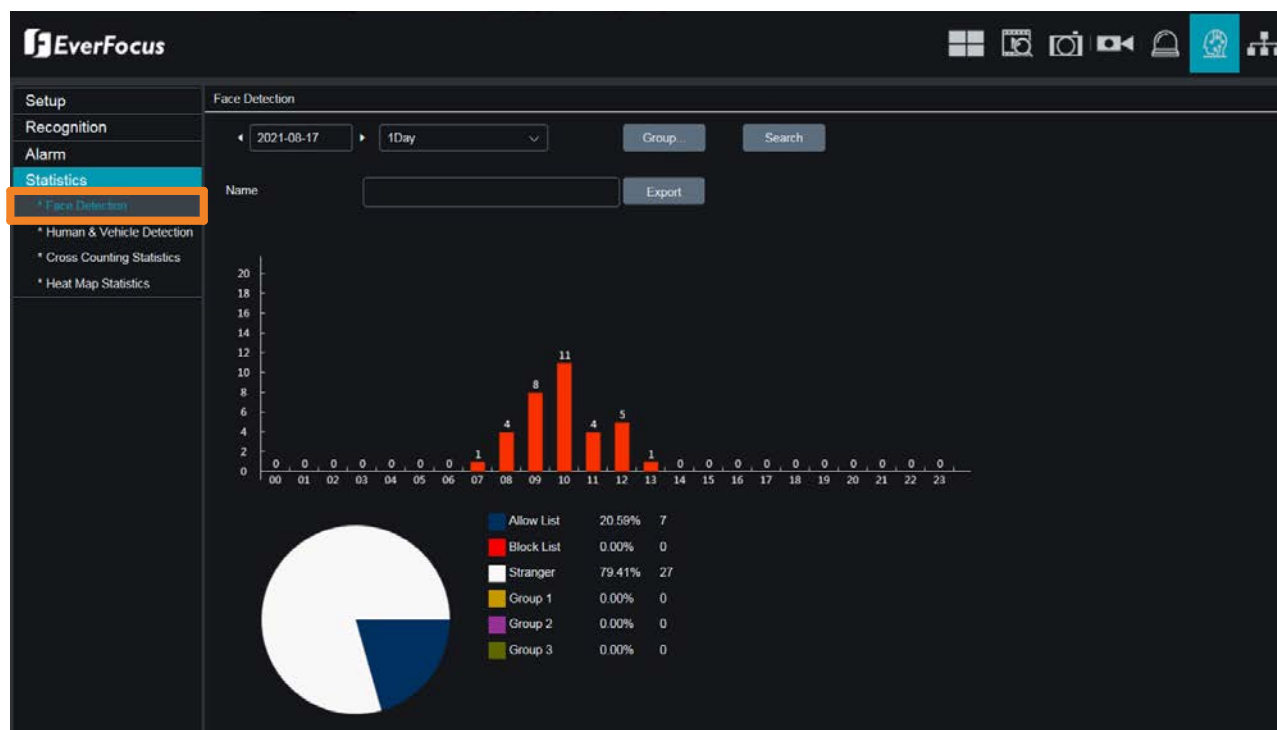 EverFocus
Setup
Recognition
Alarm
Statistics
* Face Detection
* Human & Vehicle Detection
* Cross Counting Statistics
* Heat Map Statistics
Face Detection
2021-08-17 1Day Group... Search
Name Export
20
18
16
14
12
10
8
6
4
2
0
0 0 0 0 0 0 0 1 4 8 11 4 5 1 0 0 0 0 0 0 0 0 0 0
00 01 02 03 04 05 06 07 08 09 10 11 12 13 14 15 16 17 18 19 20 21 22 23
Allow List 20.59% 7
Block List 0.00% 0
Stranger 79.41% 27
Group 1 0.00% 0
Group 2 0.00% 0
Group 3 0.00% 0